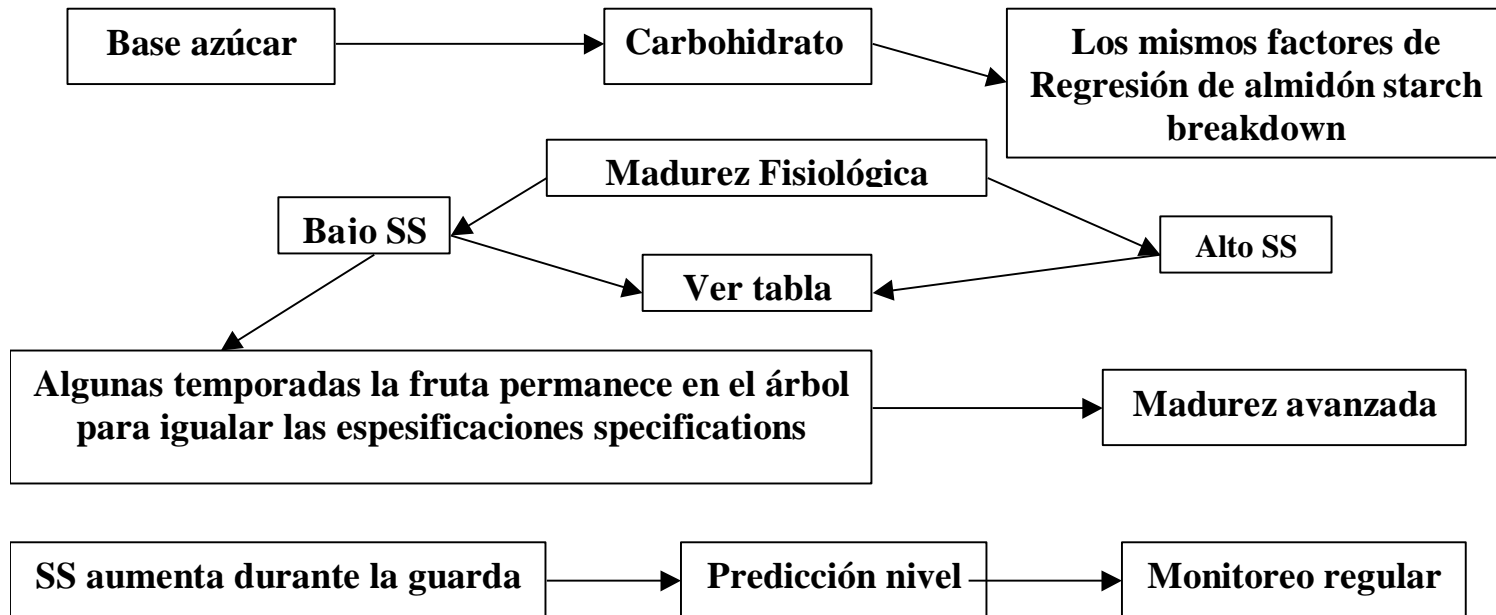 Base azúcar
Carbohidrato
Los mismos factores de
Regresión de almidón starch
breakdown
Madurez Fisiológica
Bajo SS
Alto SS
Ver tabla
Algunas temporadas la fruta permanece en el árbol
para igualar las espesificaciones specifications
Madurez avanzada
SS aumenta durante la guarda
Predicción nivel
Monitoreo regular